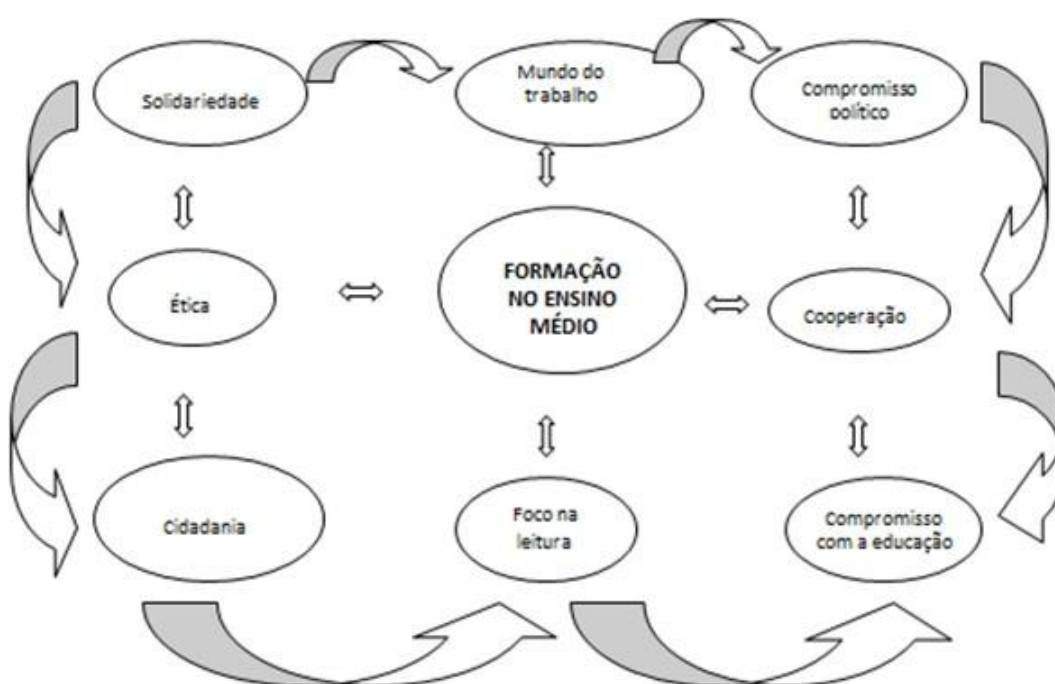 Solidariedade
Mundo do
trabalho
Compromisso
político
Ética
FORMAÇÃO
NO ENSINO
MÉDIO
Cooperação
Cidadania
Foco na
leitura
Compromisso
com a educação